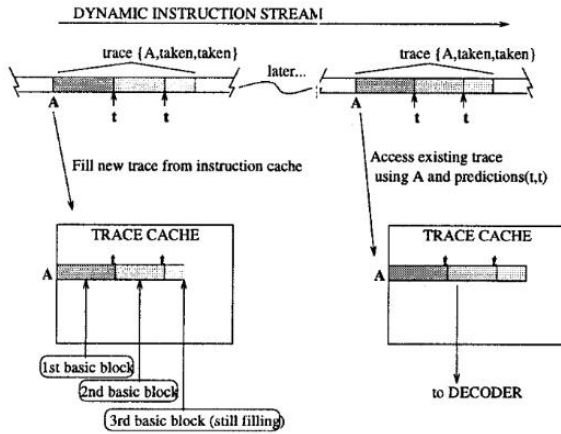 DYNAMIC INSTRUCTION STREAM
trace {A,taken,taken}
trace {A,taken,taken}
later...
A
t
t
A
t
t
Fill new trace from instruction cache
Access existing trace
using A and predictions(t,t)
TRACE CACHE
TRACE CACHE
t
t
t
t
A
A
1st basic block
2nd basic block
3rd basic block (still filling)
to DECODER